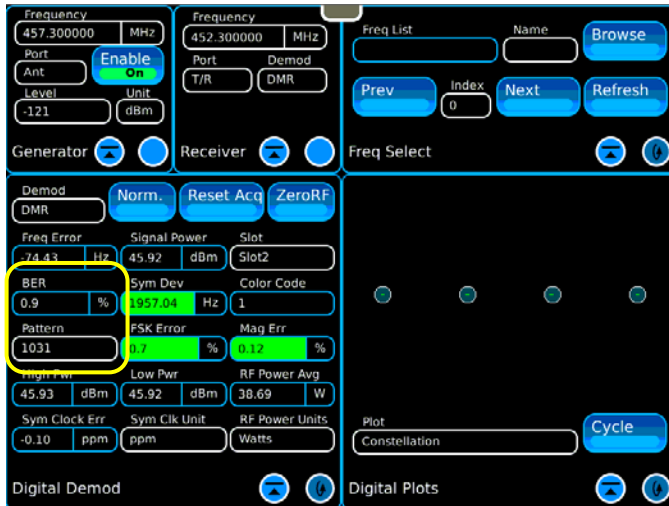 Frequency
457.300000 MHz
Port
Ant
Enable
On
Level Unit
-121 dBm
Generator
Frequency
452.300000 MHz
Port Demod
T/R DMR
Receiver
Freq List Name
Browse
Prev
Index
0
Next
Refresh
Freq Select
Demod
DMR
Norm.
Reset Acq
ZeroRF
Freq Error Signal Power Slot
-74.43 Hz 45.92 dBm Slot2
BER Sym Dev Color Code
0.9 % 1957.04 Hz 1
Pattern FSK Error Mag Err
1031 0.7 % 0.12 %
High Pwr Low Pwr RF Power Avg
45.93 dBm 45.92 dBm 38.69 W
Sym Clock Err Sym Clk Unit RF Power Units
-0.10 ppm ppm Watts
Digital Demod
Plot
Constellation
Cycle
Digital Plots